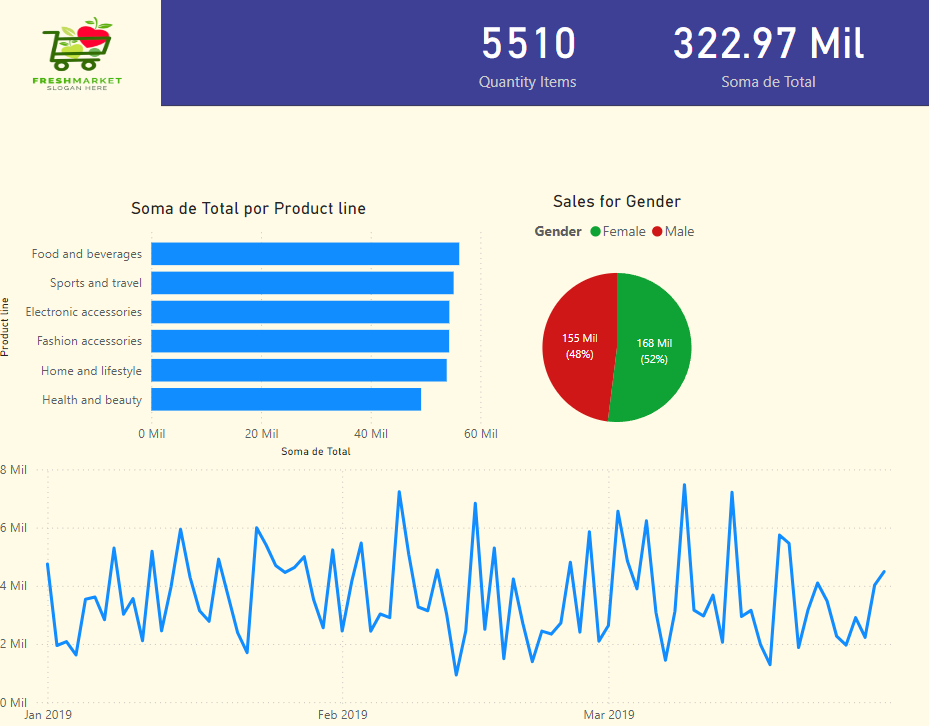 FRESHMARKET
SLOGAN HERE
5510
Quantity Items
322.97 Mil
Soma de Total
Soma de Total por Product line
Product line
Food and beverages
Sports and travel
Electronic accessories
Fashion accessories
Home and lifestyle
Health and beauty
0 Mil 20 Mil 40 Mil 60 Mil
Soma de Total
Sales for Gender
Gender Female Male
155 Mil
(48%)
168 Mil
(52%)
8 Mil
6 Mil
4 Mil
2 Mil
0 Mil
Jan 2019 Feb 2019 Mar 2019